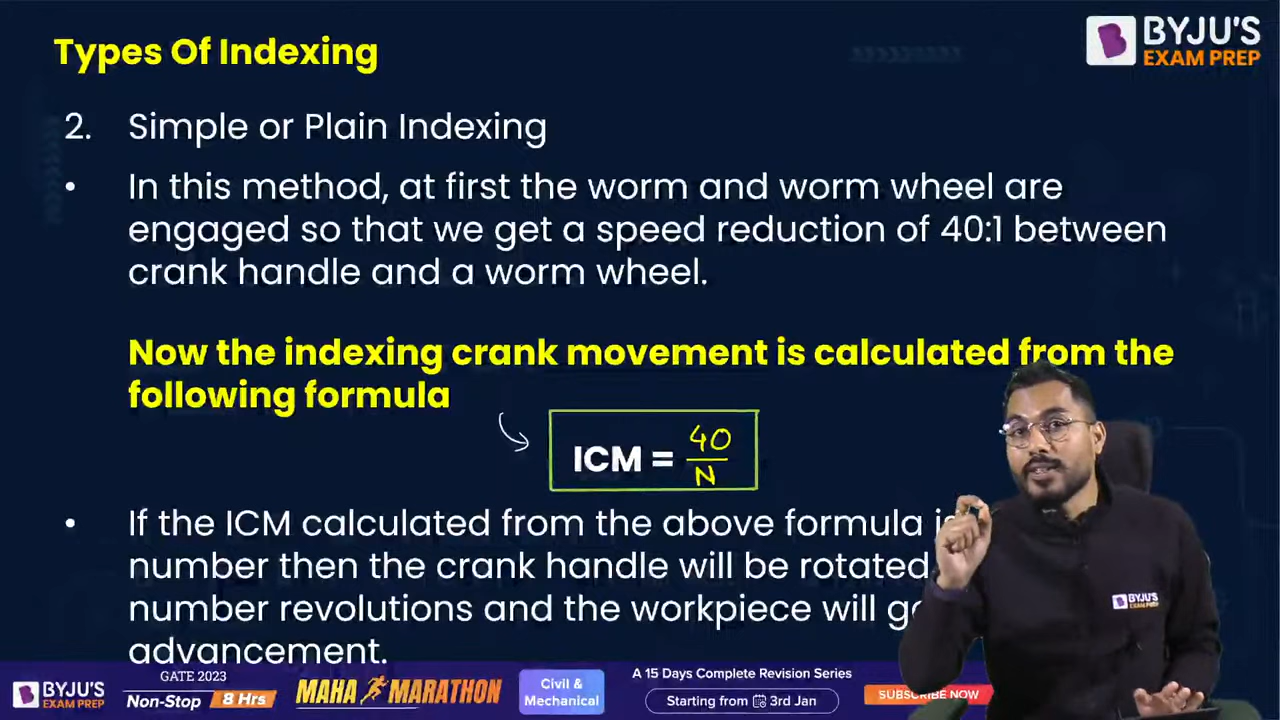 Types Of Indexing
BYJU'S
EXAM PREP
2. Simple or Plain Indexing
• In this method, at first the worm and worm wheel are
engaged so that we get a speed reduction of 40:1 between
crank handle and a worm wheel.
Now the indexing crank movement is calculated from the
following formula
ICM = 40/N
• If the ICM calculated from the above formula
number then the crank handle will be rotated
number revolutions and the workpiece will
advancement.
BYJU'S
EXAM PREP
BYJU'S
EXAM PREP
GATE 2023
Non-Stop 8 Hrs
MAHA MARATHON
Civil &
Mechanical
A 15 Days Complete Revision Series
Starting from 3rd Jan
SUBSCRIBE NOW